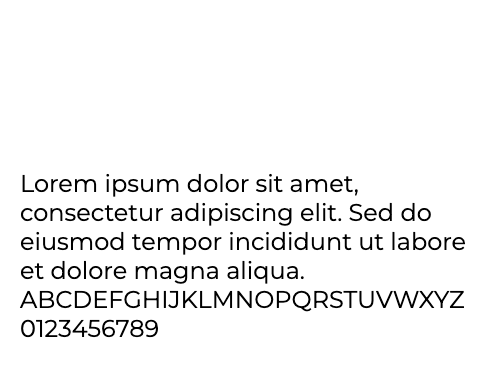 Lorem ipsum dolor sit amet,
consectetur adipiscing elit. Sed do
eiusmod tempor incididunt ut labore
et dolore magna aliqua.
ABCDEFGHIJKLMNOPQRSTUVWXYZ
0123456789